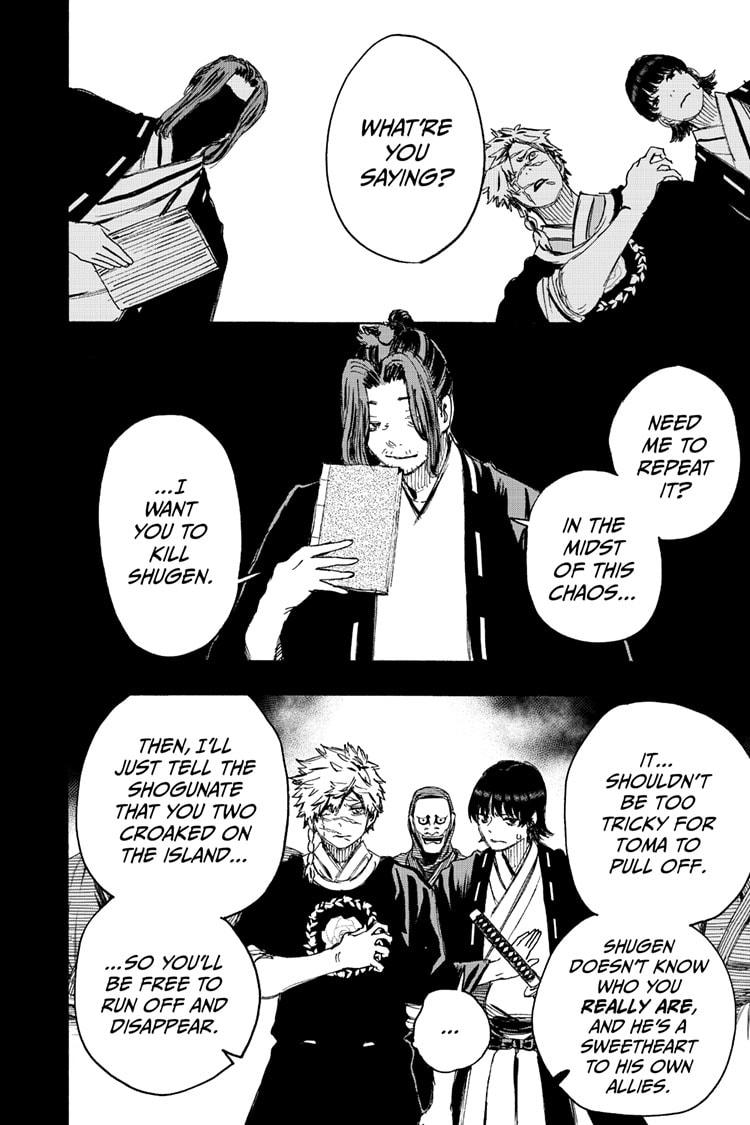 WHAT'RE
YOU
SAYING?
NEED
ME TO
REPEAT
IT?
IN THE
MIDST
OF THIS
CHAOS...
...I
WANT
YOU TO
KILL
SHUGEN.
IT...
SHOULDN'T
BE TOO
TRICKY FOR
TOMA TO
PULL OFF.
SHUGEN
DOESN'T KNOW
WHO YOU
REALLY ARE,
AND HE'S A
SWEETHEART
TO HIS OWN
ALLIES.
...
THEN, I'LL
JUST TELL THE
SHOGUNATE
THAT YOU TWO
CROAKED ON
THE ISLAND...
...SO YOU'LL
BE FREE TO
RUN OFF AND
DISAPPEAR.